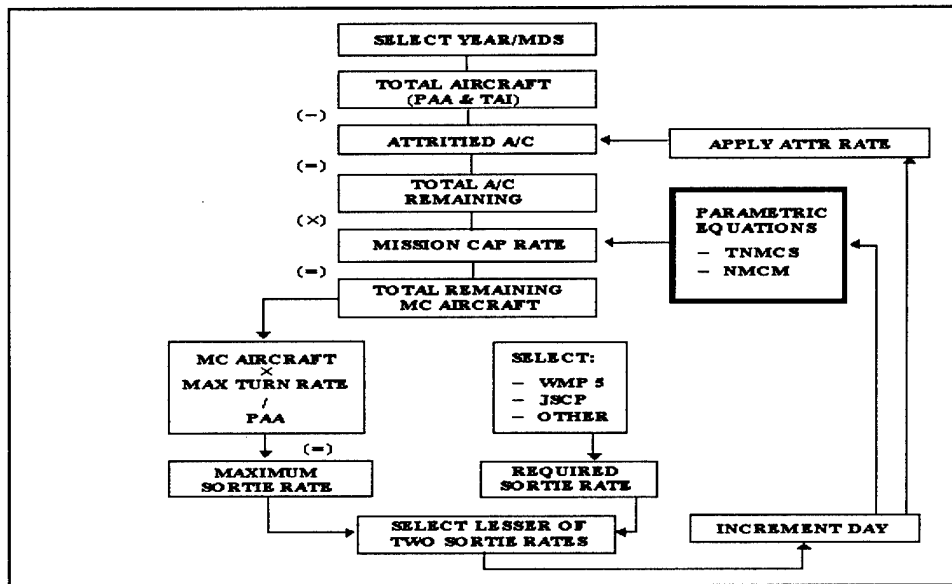 SELECT YEAR/MDS
TOTAL AIRCRAFT
(PAA & TAI)
(−)
ATTRITIED A/C
APPLY ATTR RATE
(=)
TOTAL A/C
REMAINING
(×)
PARAMETRIC
EQUATIONS
– TNMCS
– NMCM
MISSION CAP RATE
(=)
TOTAL REMAINING
MC AIRCRAFT
MC AIRCRAFT
×
MAX TURN RATE
/
PAA
SELECT:
– WMP 5
– JSCP
– OTHER
(=)
MAXIMUM
SORTIE RATE
REQUIRED
SORTIE RATE
SELECT LESSER OF
TWO SORTIE RATES
INCREMENT DAY